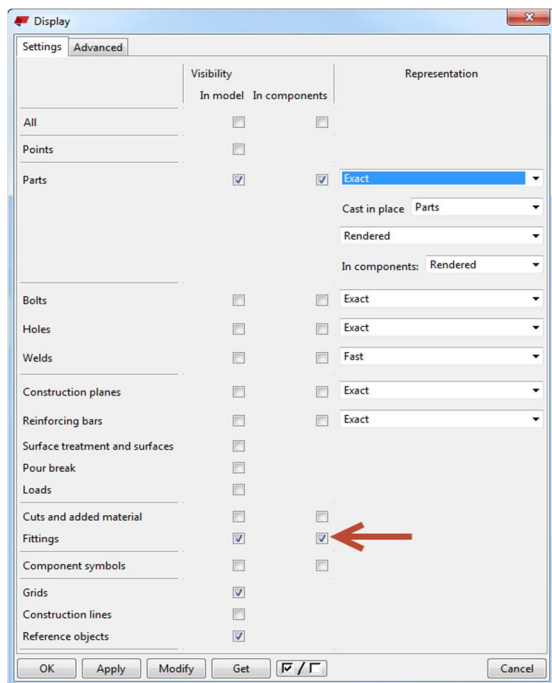 Display
Settings Advanced
Visibility Representation
In model In components
All
Points
Parts Exact
Cast in place Parts
Rendered
In components: Rendered
Bolts Exact
Holes Exact
Welds Fast
Construction planes Exact
Reinforcing bars Exact
Surface treatment and surfaces
Pour break
Loads
Cuts and added material
Fittings
Component symbols
Grids
Construction lines
Reference objects
OK Apply Modify Get / Cancel